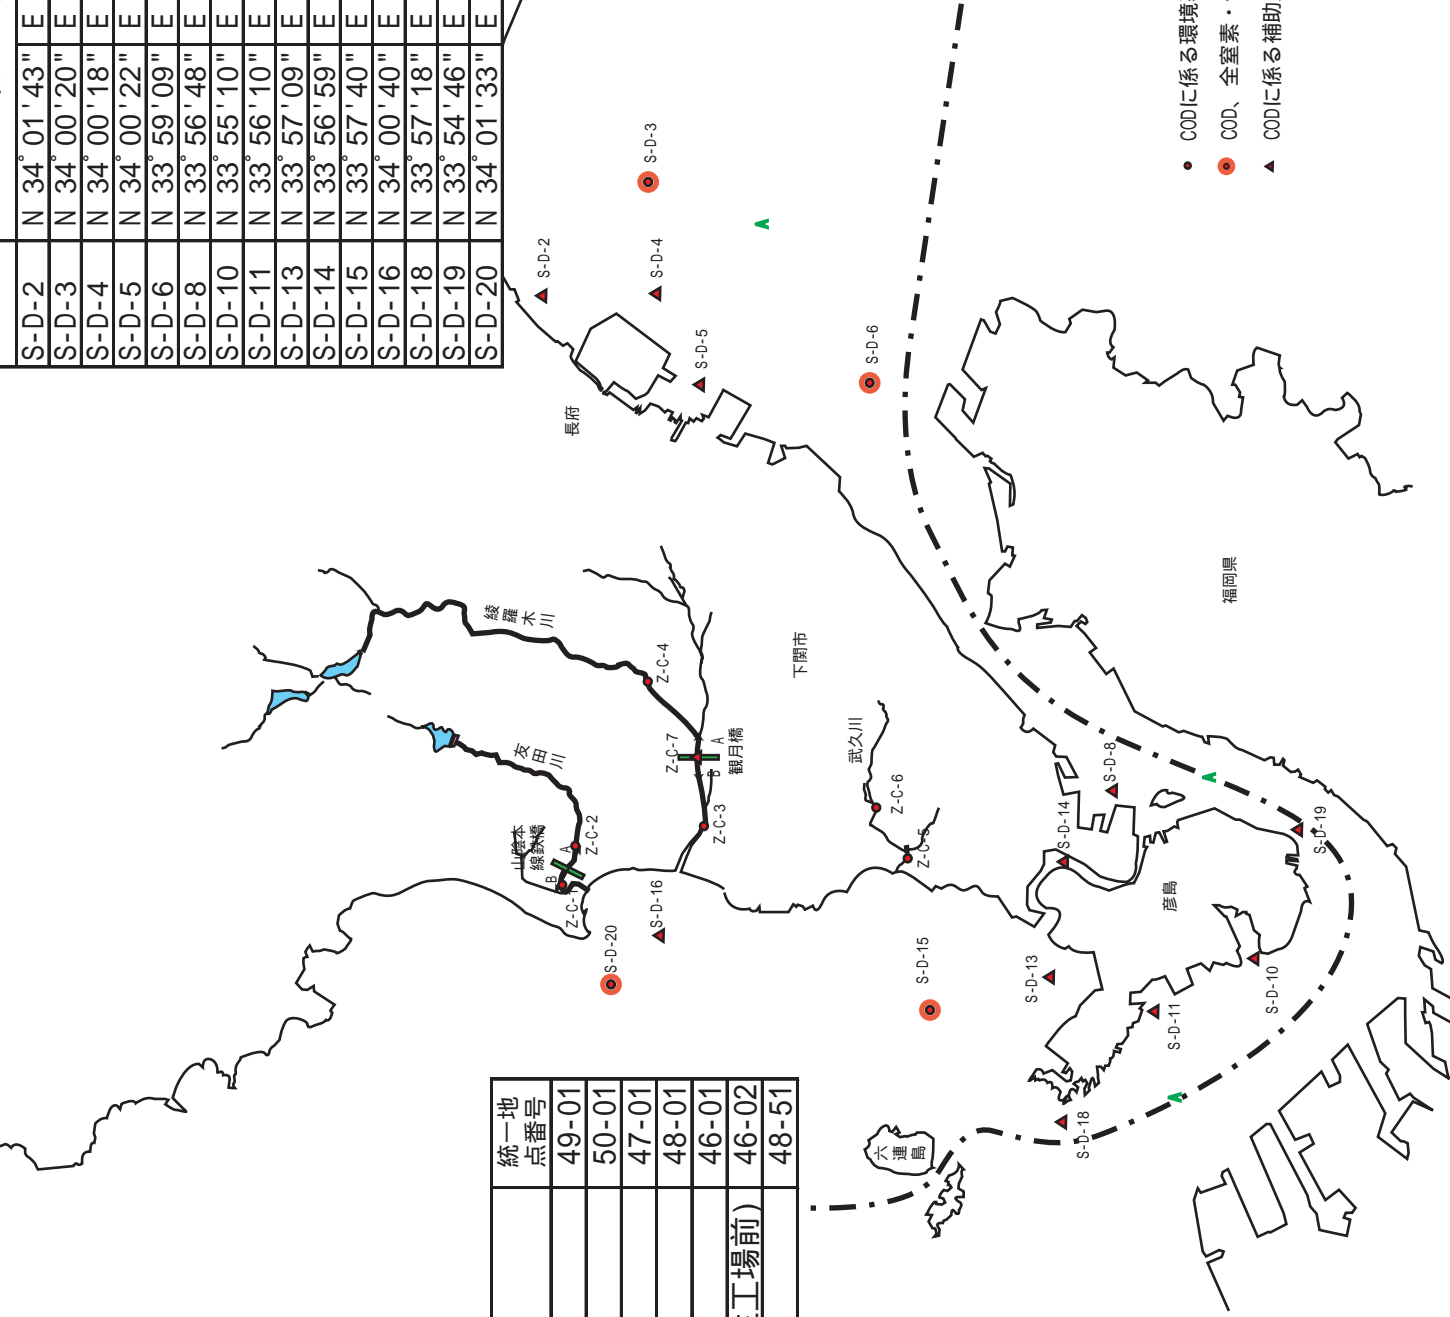 S-D-2 N 34°01'43" E
S-D-3 N 34°00'20" E
S-D-4 N 34°00'18" E
S-D-5 N 34°00'22" E
S-D-6 N 33°59'09" E
S-D-8 N 33°56'48" E
S-D-10 N 33°55'10" E
S-D-11 N 33°56'10" E
S-D-13 N 33°57'09" E
S-D-14 N 33°56'59" E
S-D-15 N 33°57'40" E
S-D-16 N 34°00'40" E
S-D-18 N 33°57'18" E
S-D-19 N 33°54'46" E
S-D-20 N 34°01'33" E
CODに係る環境
COD、全窒素・
CODに係る補助
S-D-3
S-D-2
S-D-4
S-D-5
S-D-6
A
長府
福岡県
下関市
綾羅木川
友田川
武久川
Z-C-4
Z-C-7
A
B
観月橋
Z-C-3
山陰本
線鉄橋
A
B
Z-C-2
Z-C-1
Z-C-6
Z-C-5
S-D-8
S-D-14
S-D-19
A
彦島
S-D-16
S-D-20
S-D-15
S-D-13
S-D-10
S-D-11
S-D-18
A
六連島
統一地
点番号
49-01
50-01
47-01
48-01
46-01
46-02
工場前)
48-51